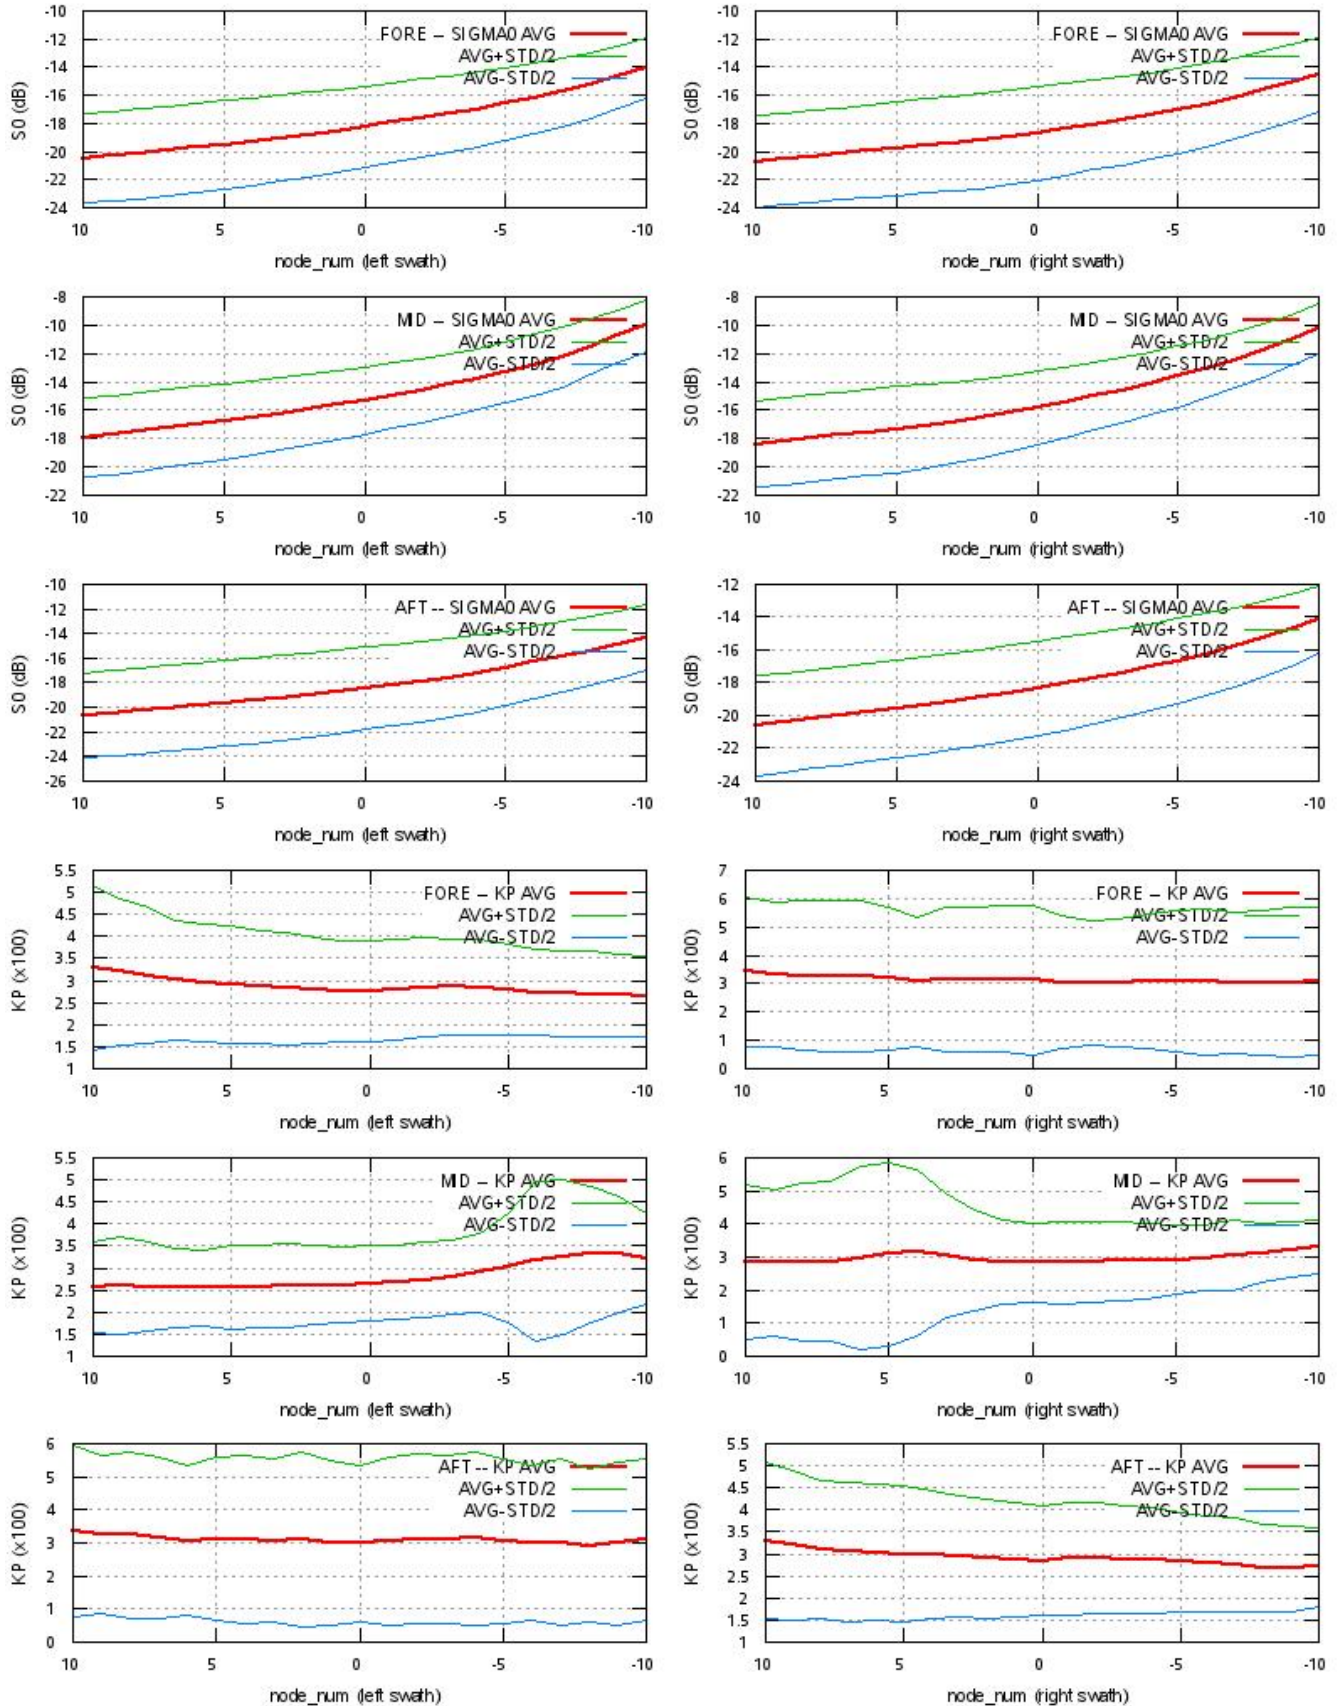 FORE – SIGMA0 AVG
AVG+STD/2
AVG-STD/2
S0 (dB)
-10
-12
-14
-16
-18
-20
-22
-24
10 5 0 -5 -10
node_num (left swath)
FORE – SIGMA0 AVG
AVG+STD/2
AVG-STD/2
S0 (dB)
-10
-12
-14
-16
-18
-20
-22
-24
10 5 0 -5 -10
node_num (right swath)
MID – SIGMA0 AVG
AVG+STD/2
AVG-STD/2
S0 (dB)
-8
-10
-12
-14
-16
-18
-20
-22
10 5 0 -5 -10
node_num (left swath)
MID – SIGMA0 AVG
AVG+STD/2
AVG-STD/2
S0 (dB)
-8
-10
-12
-14
-16
-18
-20
-22
10 5 0 -5 -10
node_num (right swath)
AFT -- SIGMA0 AVG
AVG+STD/2
AVG-STD/2
S0 (dB)
-10
-12
-14
-16
-18
-20
-22
-24
-26
10 5 0 -5 -10
node_num (left swath)
AFT -- SIGMA0 AVG
AVG+STD/2
AVG-STD/2
S0 (dB)
-12
-14
-16
-18
-20
-22
-24
10 5 0 -5 -10
node_num (right swath)
FORE – KP AVG
AVG+STD/2
AVG-STD/2
KP (x100)
5.5
5
4.5
4
3.5
3
2.5
2
1.5
1
10 5 0 -5 -10
node_num (left swath)
FORE – KP AVG
AVG+STD/2
AVG-STD/2
KP (x100)
7
6
5
4
3
2
1
0
10 5 0 -5 -10
node_num (right swath)
MID – KP AVG
AVG+STD/2
AVG-STD/2
KP (x100)
5.5
5
4.5
4
3.5
3
2.5
2
1.5
1
10 5 0 -5 -10
node_num (left swath)
MID – KP AVG
AVG+STD/2
AVG-STD/2
KP (x100)
6
5
4
3
2
1
0
10 5 0 -5 -10
node_num (right swath)
AFT -- KP AVG
AVG+STD/2
AVG-STD/2
KP (x100)
6
5
4
3
2
1
0
10 5 0 -5 -10
node_num (left swath)
AFT -- KP AVG
AVG+STD/2
AVG-STD/2
KP (x100)
5.5
5
4.5
4
3.5
3
2.5
2
1.5
1
10 5 0 -5 -10
node_num (right swath)